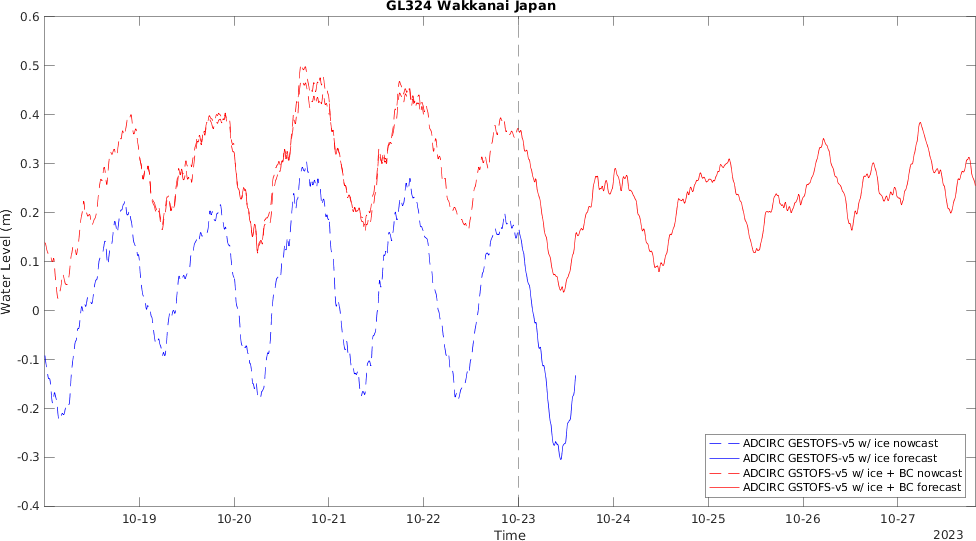 GL324 Wakkanai Japan
0.6
0.5
0.4
0.3
0.2
0.1
0
-0.1
-0.2
-0.3
-0.4
Water Level (m)
ADCIRC GESTOFS-v5 w/ ice nowcast
ADCIRC GESTOFS-v5 w/ ice forecast
ADCIRC GSTOFS-v5 w/ ice + BC nowcast
ADCIRC GSTOFS-v5 w/ ice + BC forecast
10-19 10-20 10-21 10-22 10-23 10-24 10-25 10-26 10-27
Time
2023